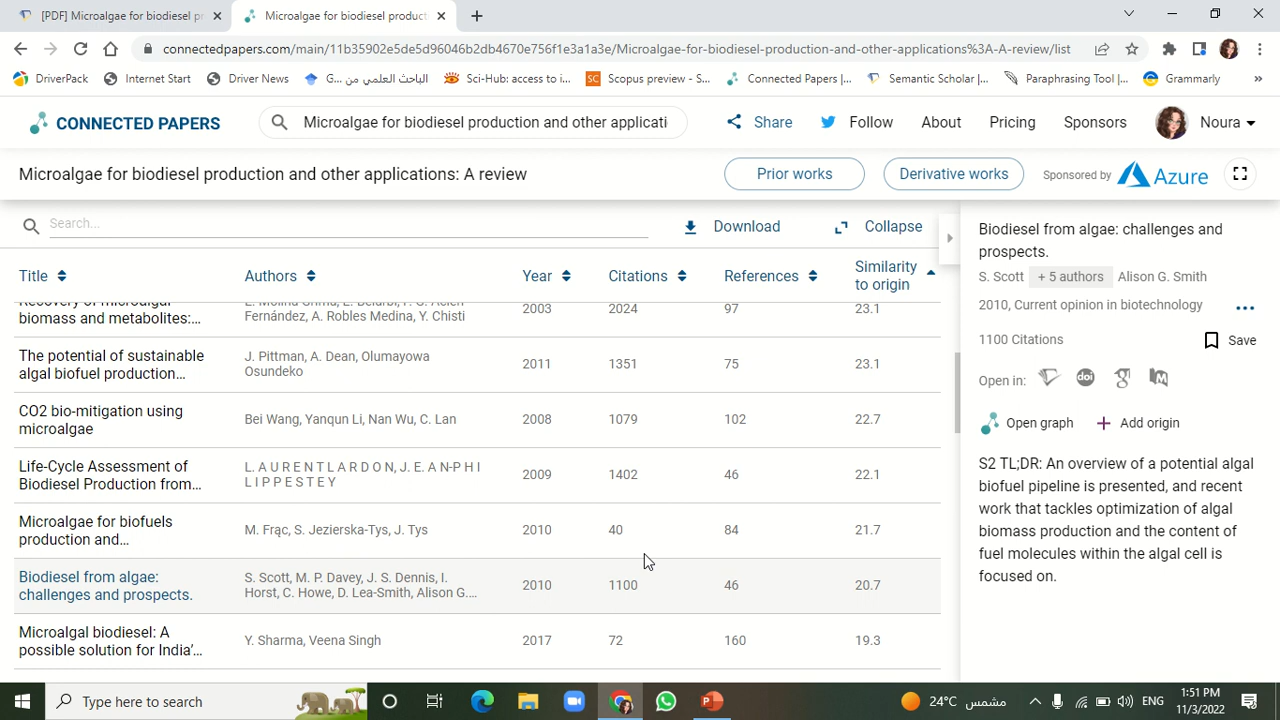 [PDF] Microalgae for biodiesel pr
Microalgae for biodiesel product
connectedpapers.com/main/11b35902e5de5d96046b2db4670e756f1e3a1a3e/Microalgae-for-biodiesel-production-and-other-applications%3A-A-review/list
DriverPack
Internet Start
Driver News
الباحث العلمي من ...G
Sci-Hub: access to i...
SC Scopus preview - S...
Connected Papers |...
Semantic Scholar |...
Paraphrasing Tool |...
Grammarly
»
CONNECTED PAPERS
Microalgae for biodiesel production and other applicati
Share
Follow
About
Pricing
Sponsors
Noura
Microalgae for biodiesel production and other applications: A review
Prior works
Derivative works
Sponsored by
Azure
Search...
Download
Collapse
Title
Authors
Year
Citations
References
Similarity
to origin
Recovery of microalgal
biomass and metabolites:...
Fernández, A. Robles Medina, Y. Chisti
2003
2024
97
23.1
The potential of sustainable
algal biofuel production...
J. Pittman, A. Dean, Olumayowa
Osundeko
2011
1351
75
23.1
CO2 bio-mitigation using
microalgae
Bei Wang, Yanqun Li, Nan Wu, C. Lan
2008
1079
102
22.7
Life-Cycle Assessment of
Biodiesel Production from...
L. A U R E N T L A R D O N, J. E. A N-P H I
L I P P E S T E Y
2009
1402
46
22.1
Microalgae for biofuels
production and...
M. Frąc, S. Jezierska-Tys, J. Tys
2010
40
84
21.7
Biodiesel from algae:
challenges and prospects.
S. Scott, M. P. Davey, J. S. Dennis, I.
Horst, C. Howe, D. Lea-Smith, Alison G....
2010
1100
46
20.7
Microalgal biodiesel: A
possible solution for India'...
Y. Sharma, Veena Singh
2017
72
160
19.3
Biodiesel from algae: challenges and
prospects.
S. Scott + 5 authors Alison G. Smith
2010, Current opinion in biotechnology
1100 Citations
Save
Open in:
doi
Open graph
Add origin
S2 TL;DR: An overview of a potential algal
biofuel pipeline is presented, and recent
work that tackles optimization of algal
biomass production and the content of
fuel molecules within the algal cell is
focused on.
Type here to search
24°C مشمس
ENG
1:51 PM
11/3/2022